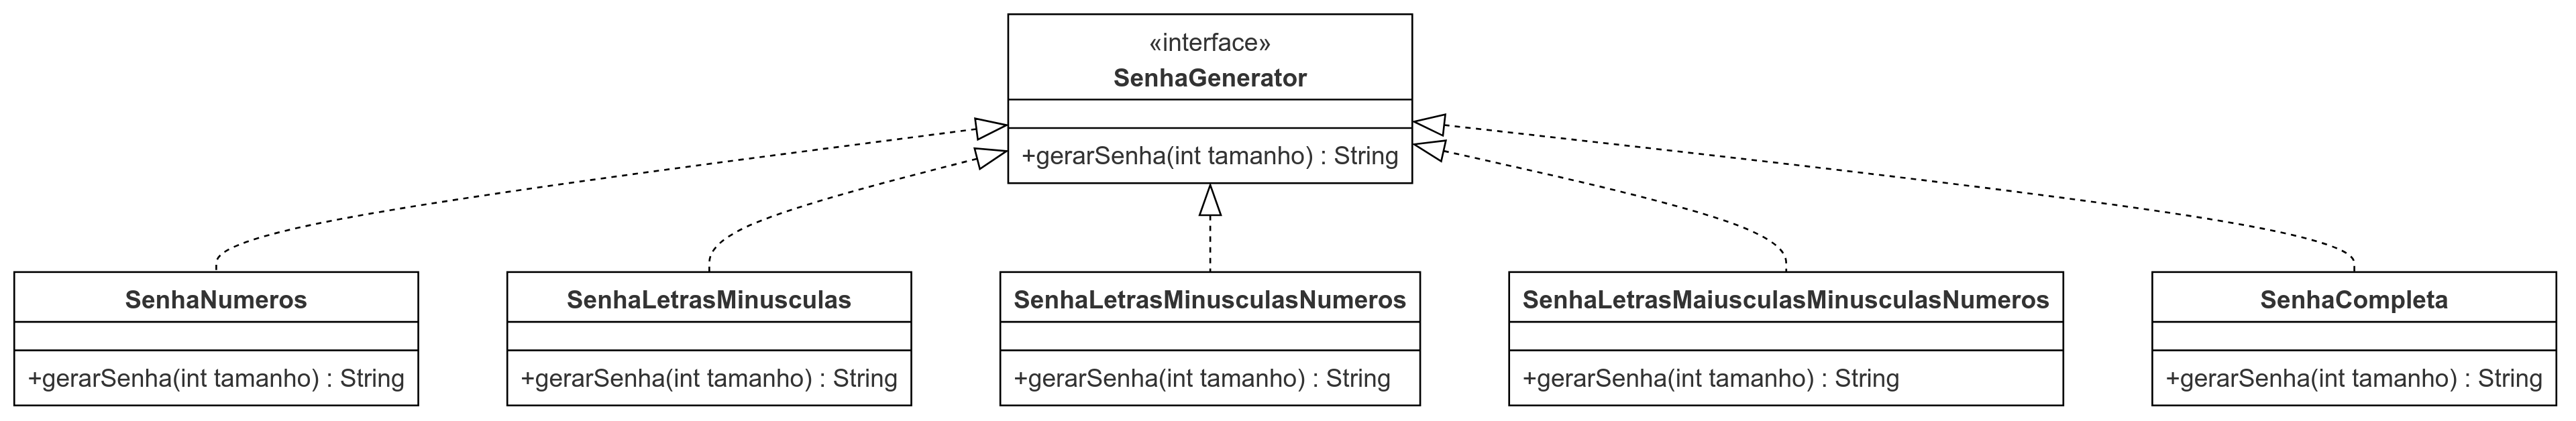 «interface»
SenhaGenerator
+gerarSenha(int tamanho) : String
SenhaNumeros
+gerarSenha(int tamanho) : String
SenhaLetrasMinusculas
+gerarSenha(int tamanho) : String
SenhaLetrasMinusculasNumeros
+gerarSenha(int tamanho) : String
SenhaLetrasMaiusculasMinusculasNumeros
+gerarSenha(int tamanho) : String
SenhaCompleta
+gerarSenha(int tamanho) : String